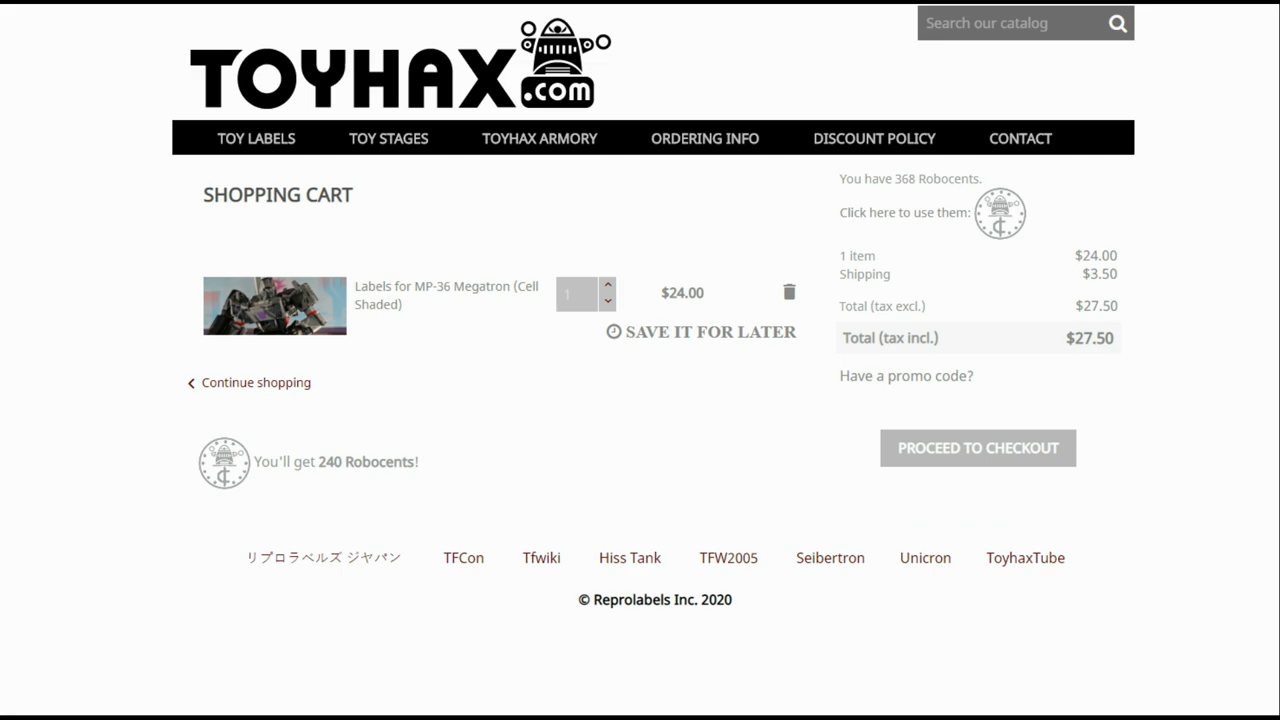 Search our catalog
TOYHAX
.com
TOY LABELS TOY STAGES TOYHAX ARMORY ORDERING INFO DISCOUNT POLICY CONTACT
SHOPPING CART
You have 368 Robocents.
Click here to use them:
Labels for MP-36 Megatron (Cell
Shaded)
1
$24.00
SAVE IT FOR LATER
1 item $24.00
Shipping $3.50
Total (tax excl.) $27.50
Total (tax incl.) $27.50
Have a promo code?
Continue shopping
PROCEED TO CHECKOUT
You'll get 240 Robocents!
リプロラベルズ ジャパン TFCon Tfwiki Hiss Tank TFW2005 Seibertron Unicron ToyhaxTube
© Reprolabels Inc. 2020